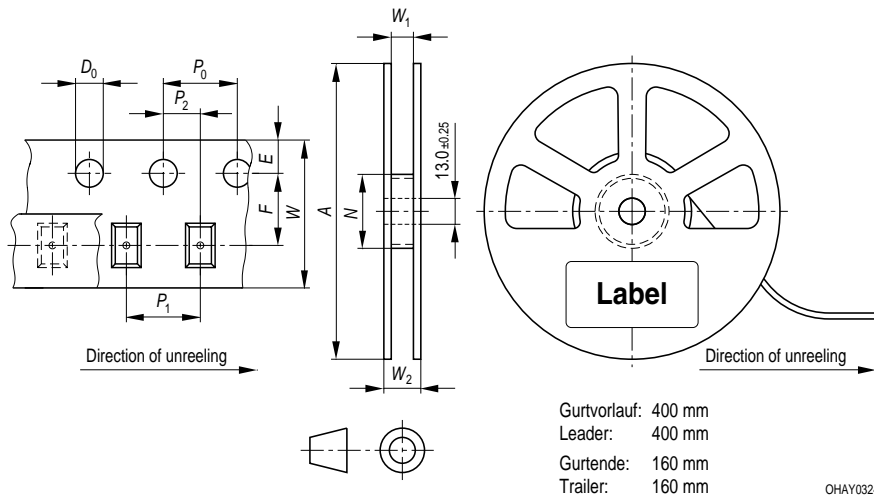 W1
D0 P0
P2
E
F
W
A
N
13.0 ±0.25
P1
W2
Label
Direction of unreeling
Direction of unreeling
Gurtvorlauf: 400 mm
Leader: 400 mm
Gurtende: 160 mm
Trailer: 160 mm